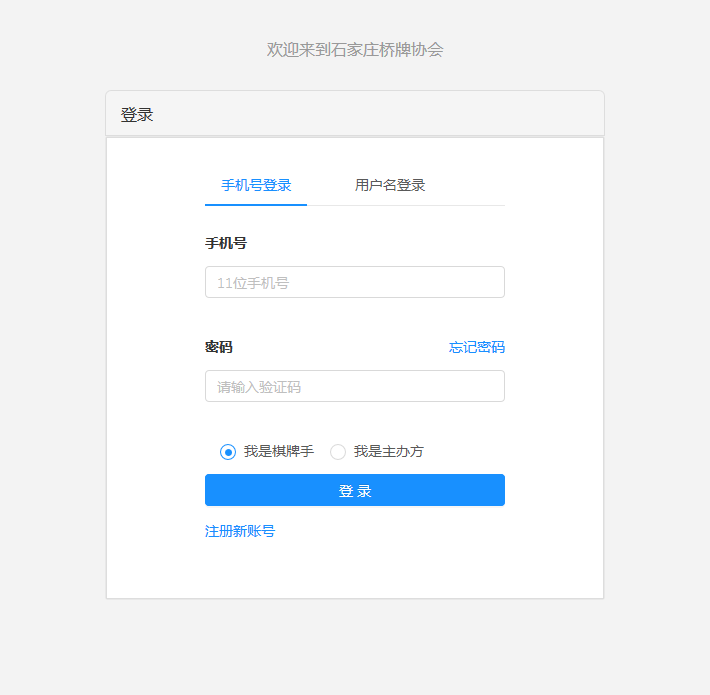 欢迎来到石家庄桥牌协会
登录
手机号登录 用户名登录
手机号
11位手机号
密码 忘记密码
请输入验证码
我是棋牌手 我是主办方
登 录
注册新账号